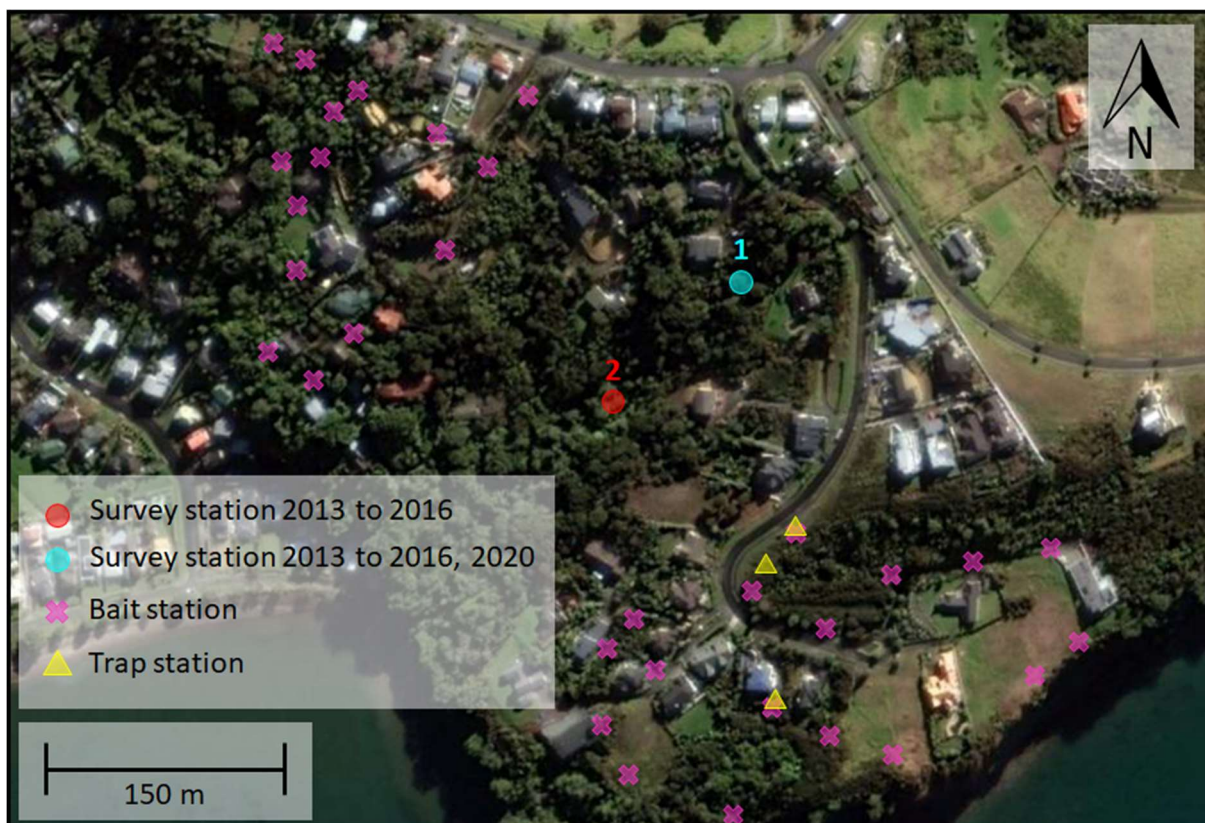 N
1
2
Survey station 2013 to 2016
Survey station 2013 to 2016, 2020
Bait station
Trap station
150 m